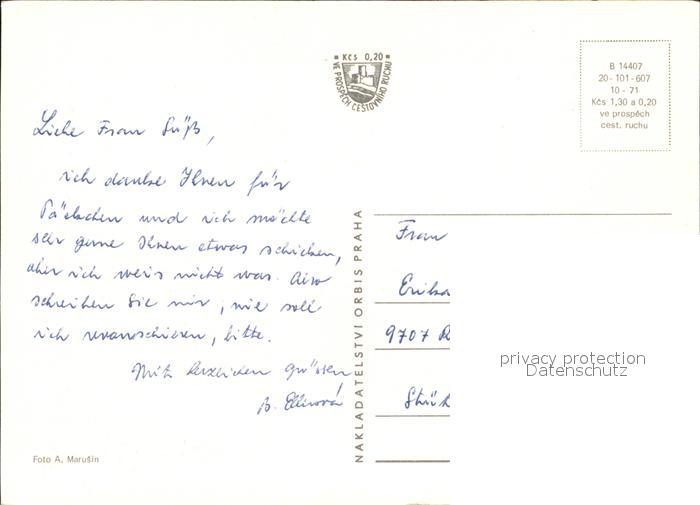 Kčs 0,20
VE PROSPĚCH CESTOVNÍHO RUCHU
B 14407
20-101-607
10 - 71
Kčs 1,30 a 0,20
ve prospěch
cest. ruchu
Liebe Frau Süß,
ich danke Ihnen für
Päckchen und ich möchte
sehr gerne Ihnen etwas schicken,
aber ich weis nicht was. Also
schreiben Sie mir, wie soll
ich revanschieren, bitte.
Mit herzlichen Grüssen
B.
Foto A. Marušin
NAKLADATELSTVÍ ORBIS PRAHA
Frau
Erika
9707 R
privacy protection
Datenschutz